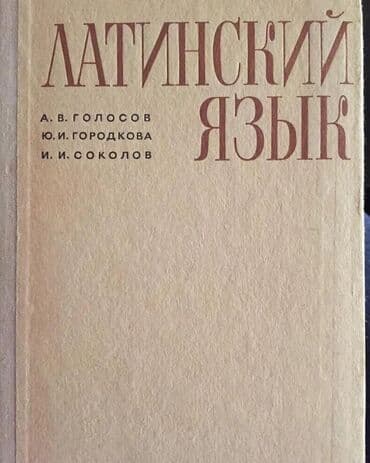 ЛАТИНСКИЙ
ЯЗЫК
А. В. ГОЛОСОВ
Ю. И. ГОРОДКОВА
И. И. СОКОЛОВ